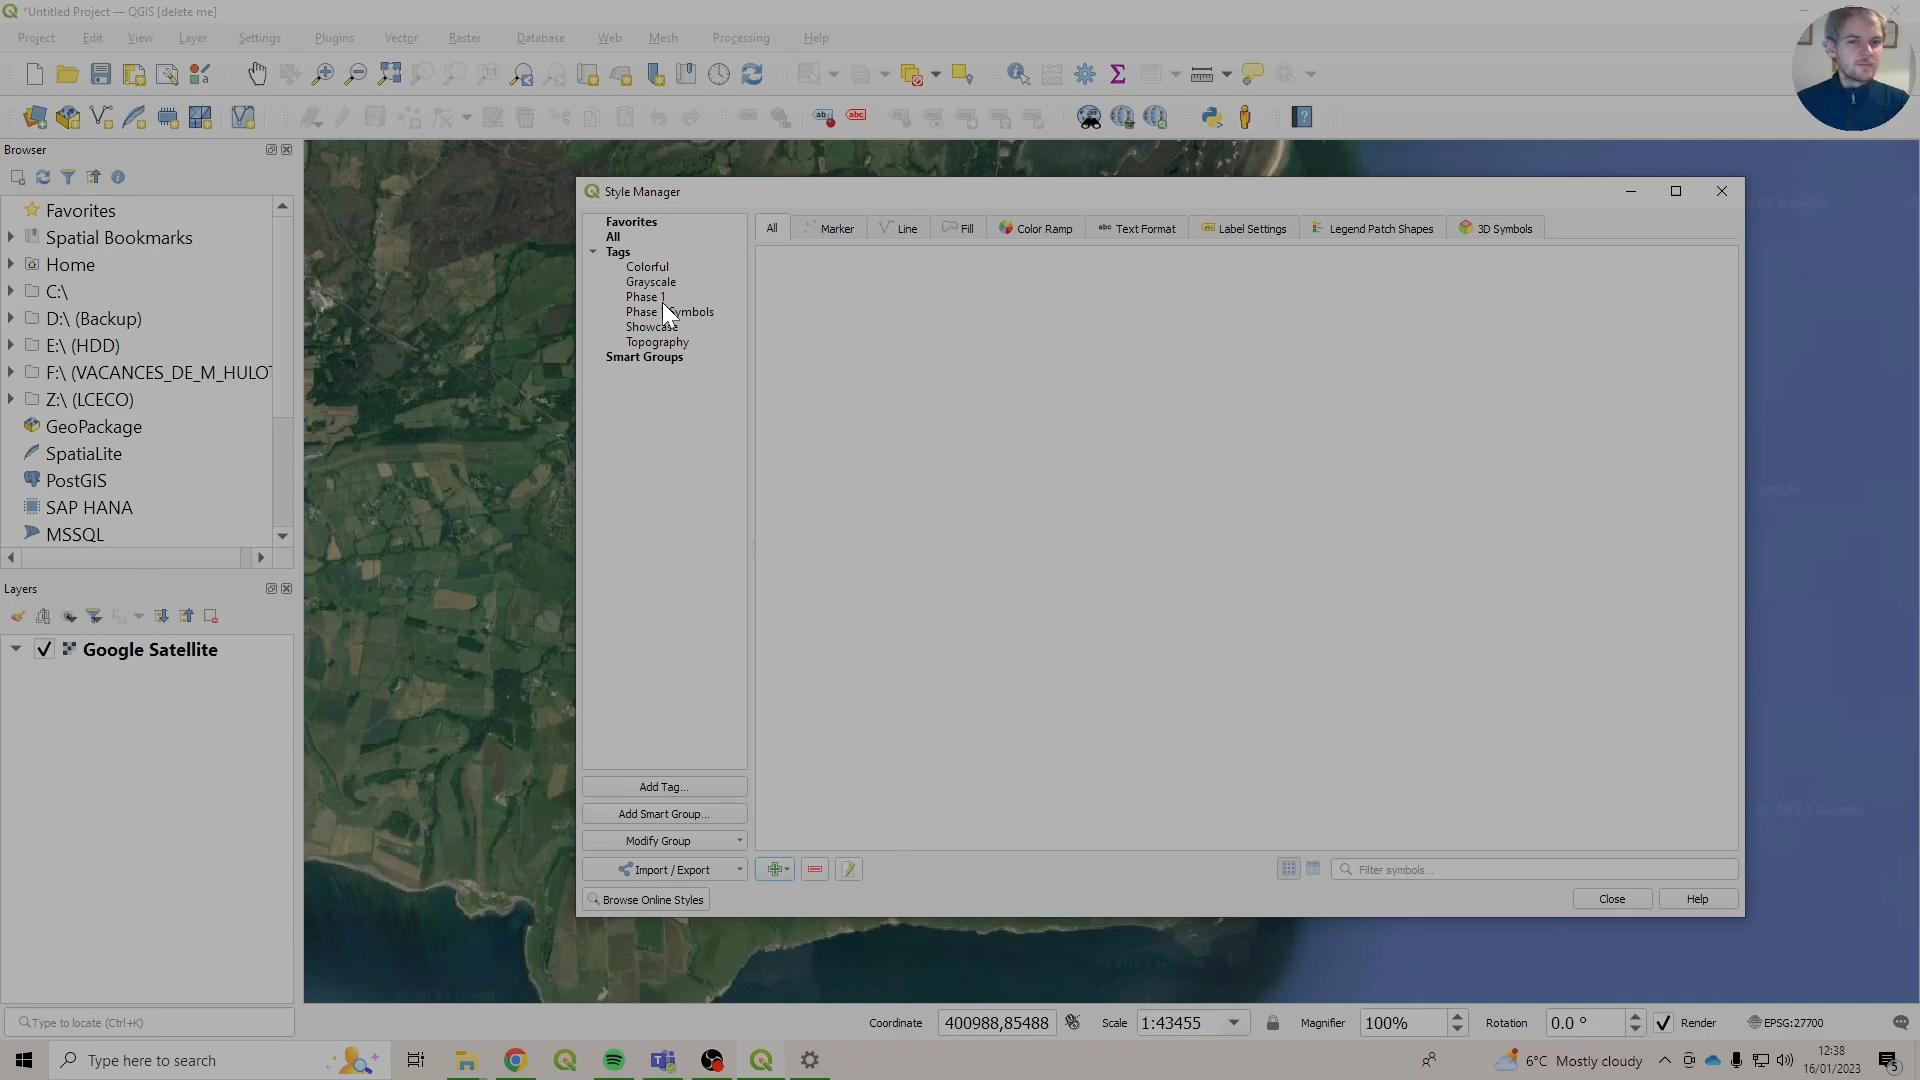 *Untitled Project — QGIS [delete me]
Project Edit View Layer Settings Plugins Vector Raster Database Web Mesh Processing Help
Browser
Favorites
Spatial Bookmarks
Home
C:\
D:\ (Backup)
E:\ (HDD)
F:\ (VACANCES_DE_M_HULOT
Z:\ (LCECO)
GeoPackage
SpatiaLite
PostGIS
SAP HANA
MSSQL
Layers
Google Satellite
Style Manager
Favorites
All
Tags
Colorful
Grayscale
Phase 1
Phase Symbols
Showcase
Topography
Smart Groups
All Marker Line Fill Color Ramp Text Format Label Settings Legend Patch Shapes 3D Symbols
Add Tag...
Add Smart Group...
Modify Group
Import / Export
Filter symbols...
Browse Online Styles
Close Help
Type to locate (Ctrl+K)
Coordinate 400988,85488 Scale 1:43455 Magnifier 100% Rotation 0.0 ° Render EPSG:27700
Type here to search
6°C Mostly cloudy
12:38
16/01/2023
5